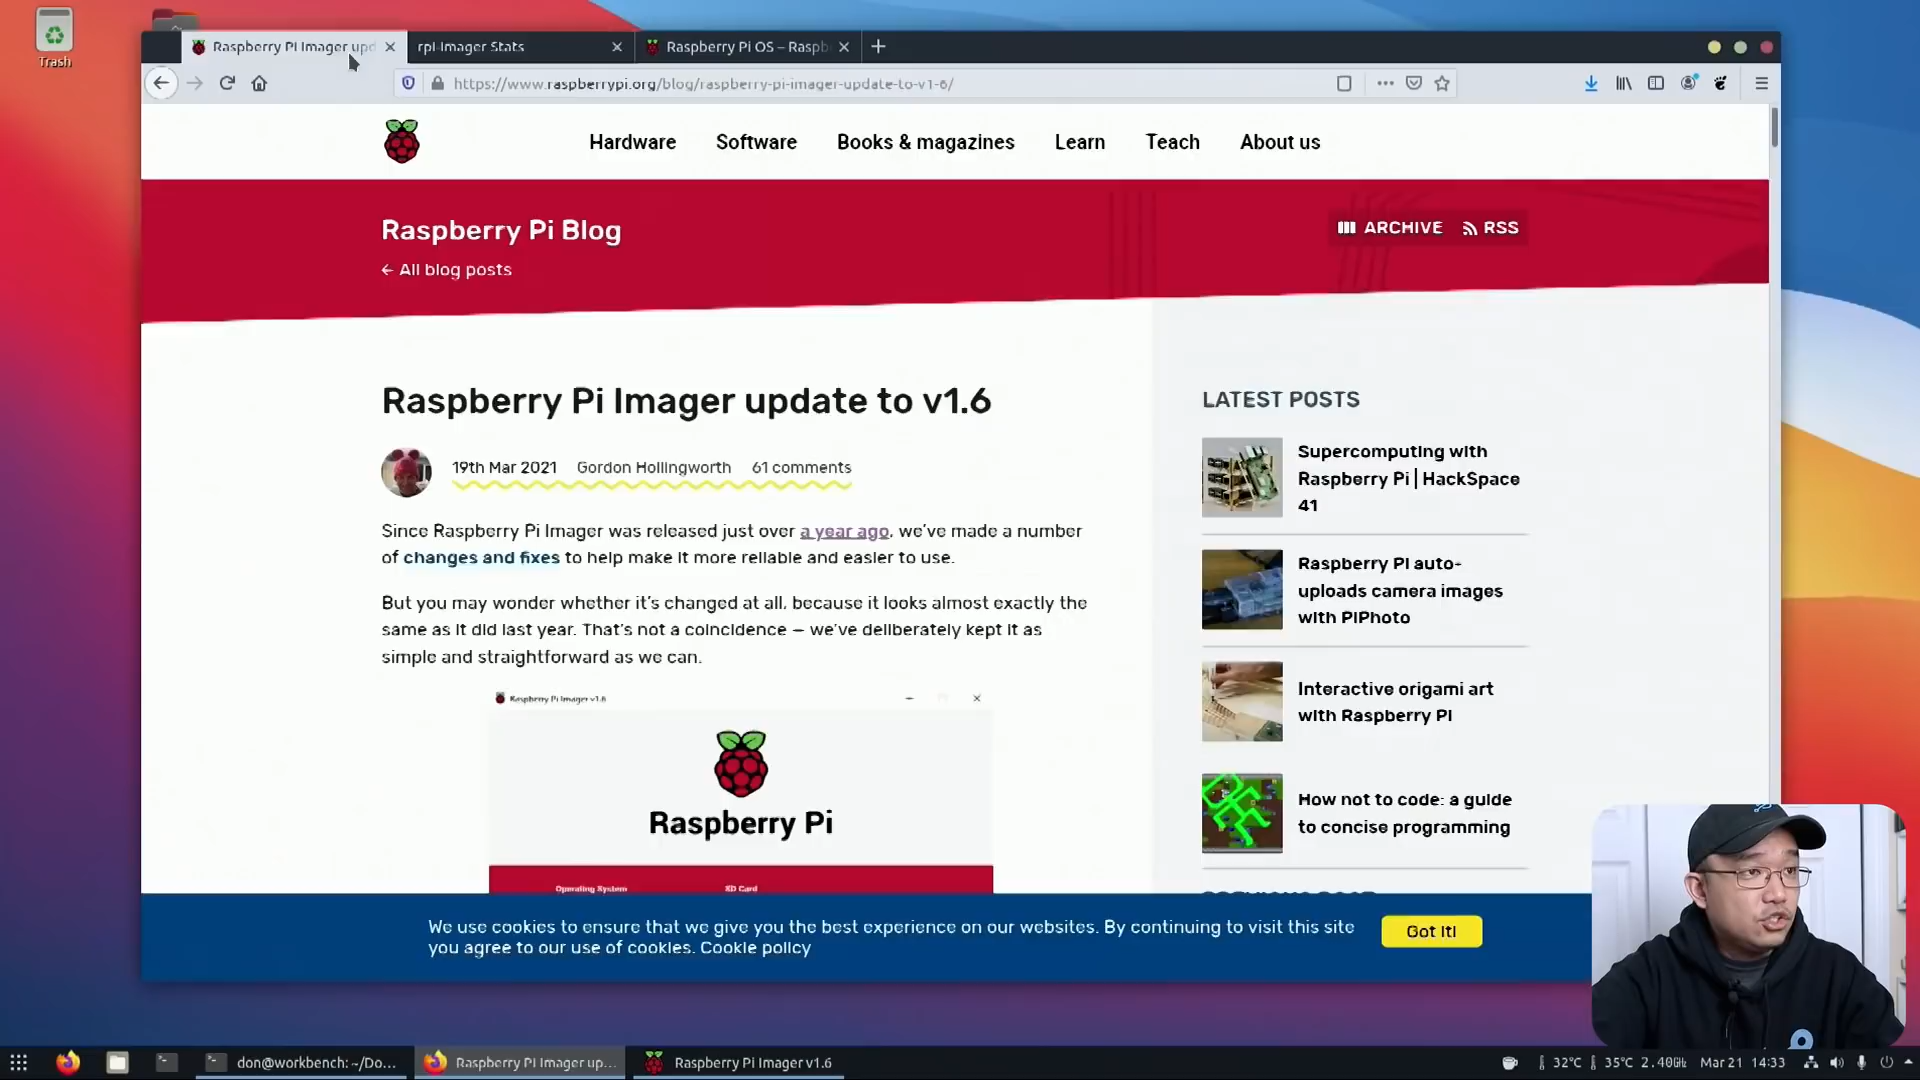 Trash
Raspberry Pi Imager upd
rpi-imager Stats
Raspberry Pi OS – Raspb
https://www.raspberrypi.org/blog/raspberry-pi-imager-update-to-v1-6/
Hardware
Software
Books & magazines
Learn
Teach
About us
Raspberry Pi Blog
ARCHIVE
RSS
← All blog posts
Raspberry Pi Imager update to v1.6
19th Mar 2021
Gordon Hollingworth
61 comments
Since Raspberry Pi Imager was released just over a year ago, we've made a number
of changes and fixes to help make it more reliable and easier to use.
But you may wonder whether it's changed at all, because it looks almost exactly the
same as it did last year. That's not a coincidence – we've deliberately kept it as
simple and straightforward as we can.
Raspberry Pi Imager v1.6
Raspberry Pi
Operating System
SD Card
LATEST POSTS
Supercomputing with
Raspberry Pi | HackSpace
41
Raspberry Pi auto-
uploads camera images
with PiPhoto
Interactive origami art
with Raspberry Pi
How not to code: a guide
to concise programming
We use cookies to ensure that we give you the best experience on our websites. By continuing to visit this site
you agree to our use of cookies. Cookie policy
Got it!
don@workbench: ~/Do...
Raspberry Pi Imager up...
Raspberry Pi Imager v1.6
32°C
35°C
2.40GHz
Mar 21 14:33